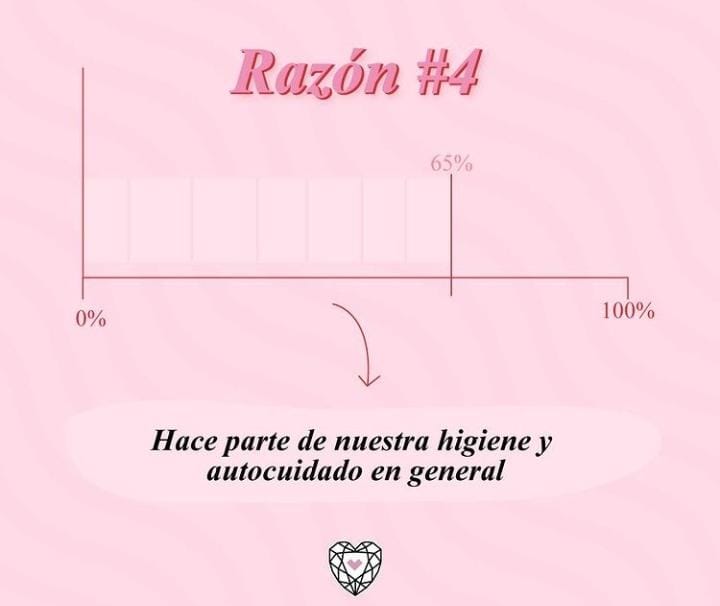 Razón #4
65%
0%
100%
Hace parte de nuestra higiene y
autocuidado en general